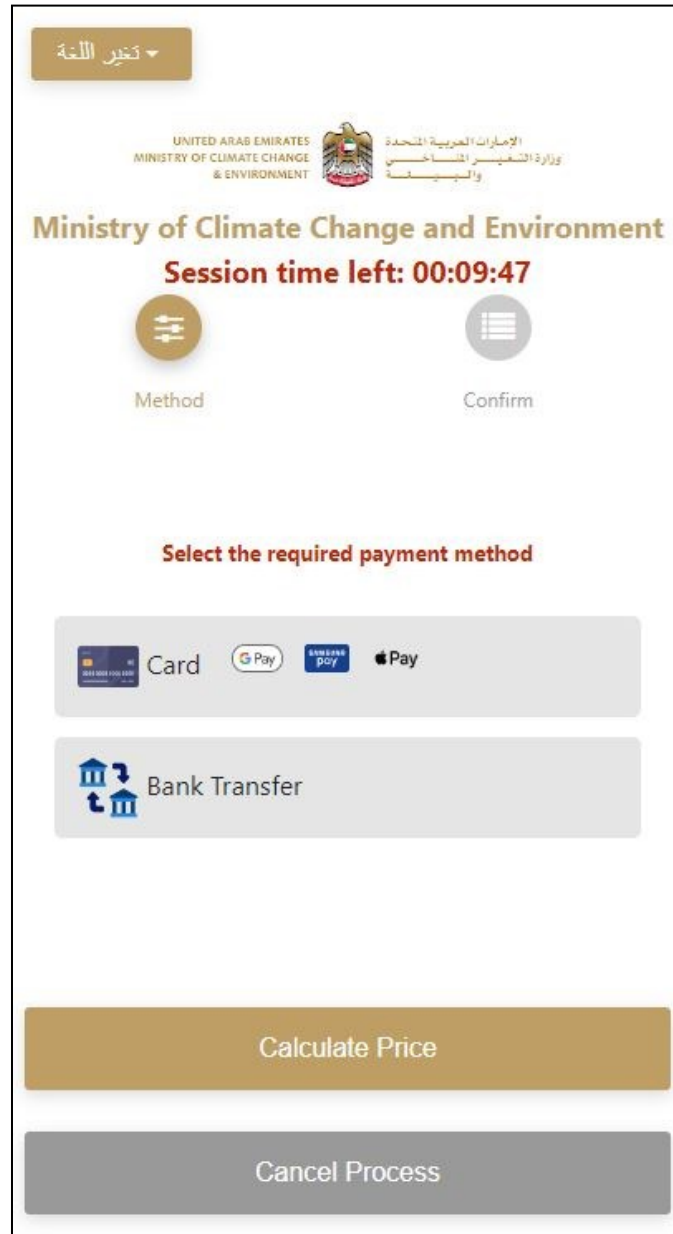 تغير اللغة
UNITED ARAB EMIRATES
MINISTRY OF CLIMATE CHANGE
& ENVIRONMENT
الإمارات العربية المتحدة
وزارة التغير المناخي
والبيئة
Ministry of Climate Change and Environment
Session time left: 00:09:47
Method
Confirm
Select the required payment method
Card G Pay SAMSUNG pay Pay
Bank Transfer
Calculate Price
Cancel Process